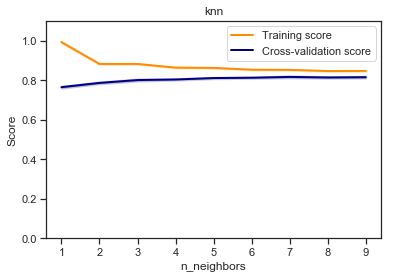 knn
Training score
Cross-validation score
1.0
0.8
0.6
0.4
0.2
0.0
Score
1 2 3 4 5 6 7 8 9
n_neighbors